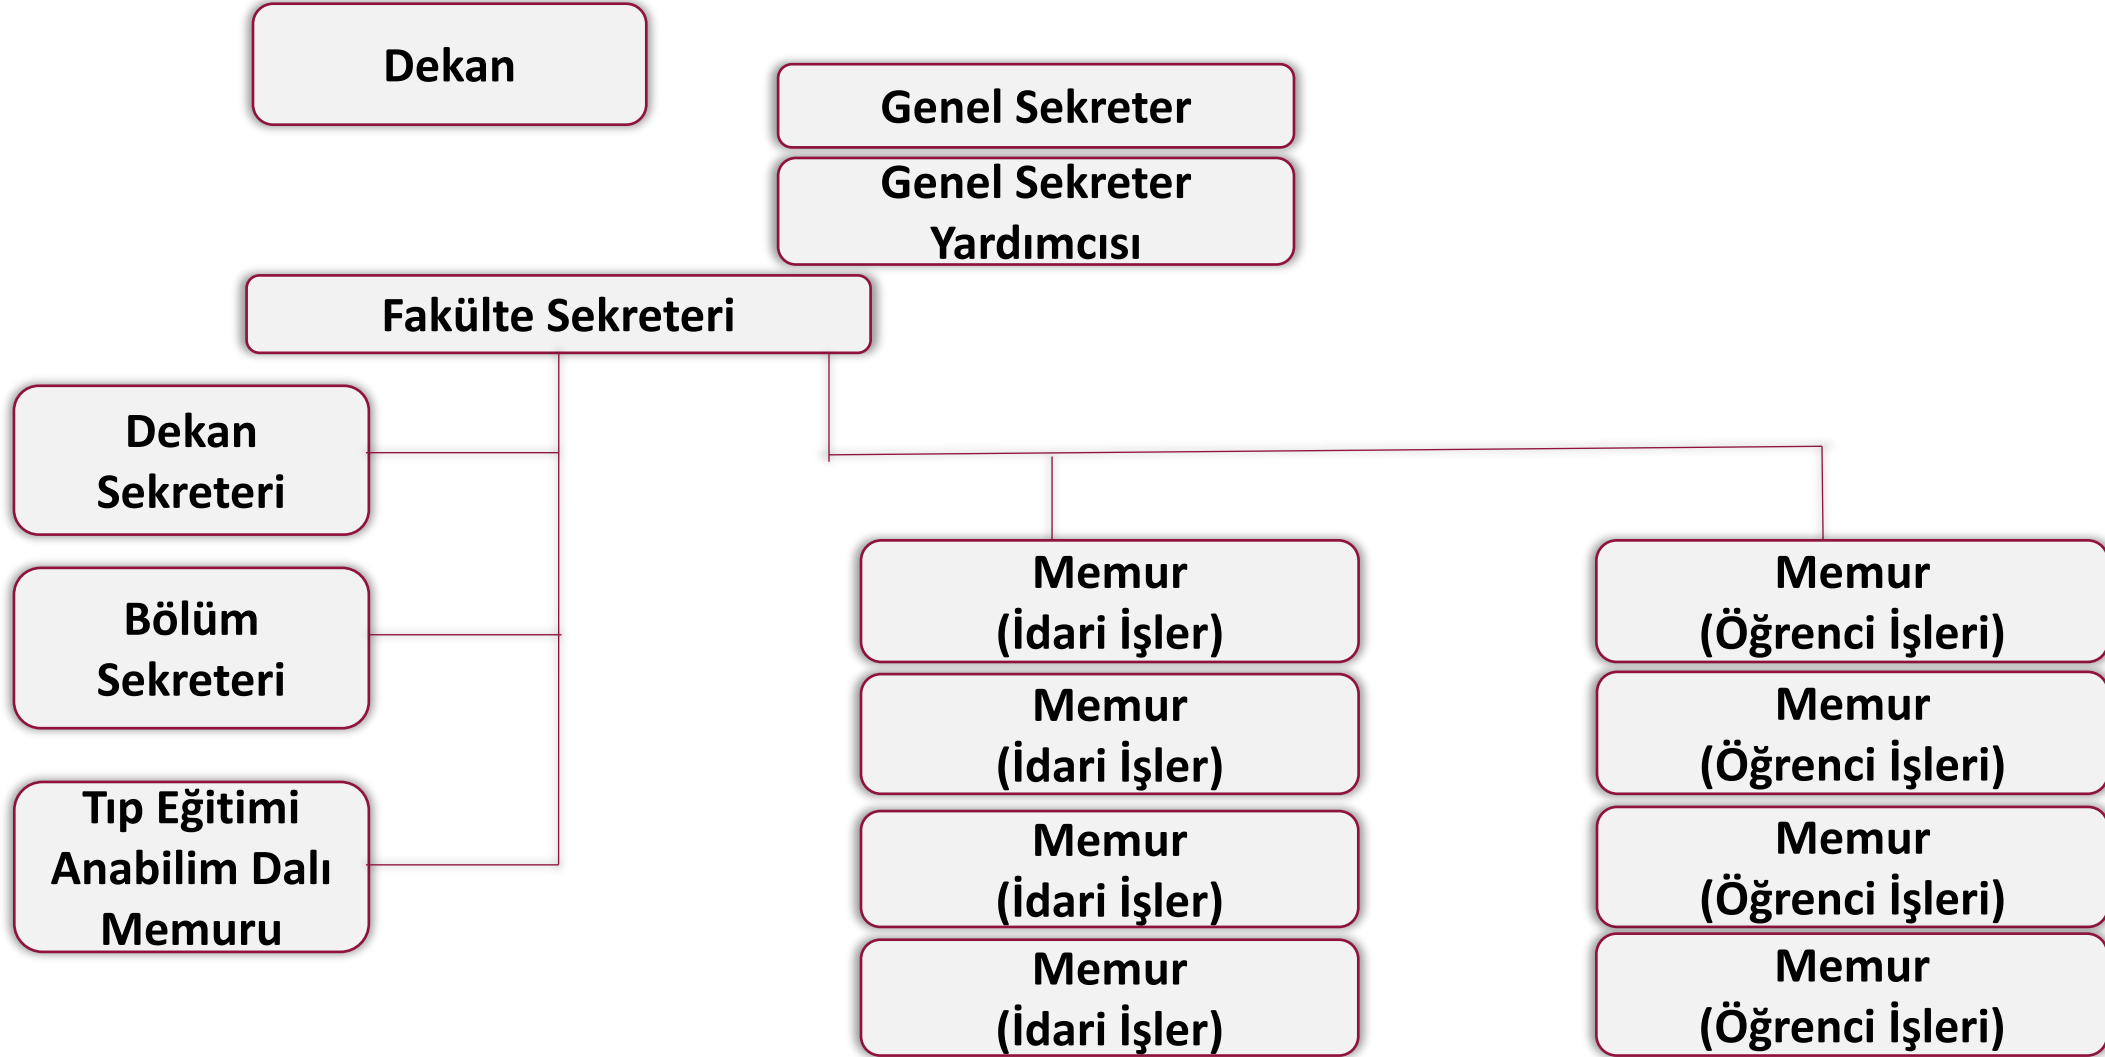 Dekan
Genel Sekreter
Genel Sekreter
Yardımcısı
Fakülte Sekreteri
Dekan
Sekreteri
Bölüm
Sekreteri
Tıp Eğitimi
Anabilim Dalı
Memuru
Memur
(İdari İşler)
Memur
(İdari İşler)
Memur
(İdari İşler)
Memur
(İdari İşler)
Memur
(Öğrenci İşleri)
Memur
(Öğrenci İşleri)
Memur
(Öğrenci İşleri)
Memur
(Öğrenci İşleri)